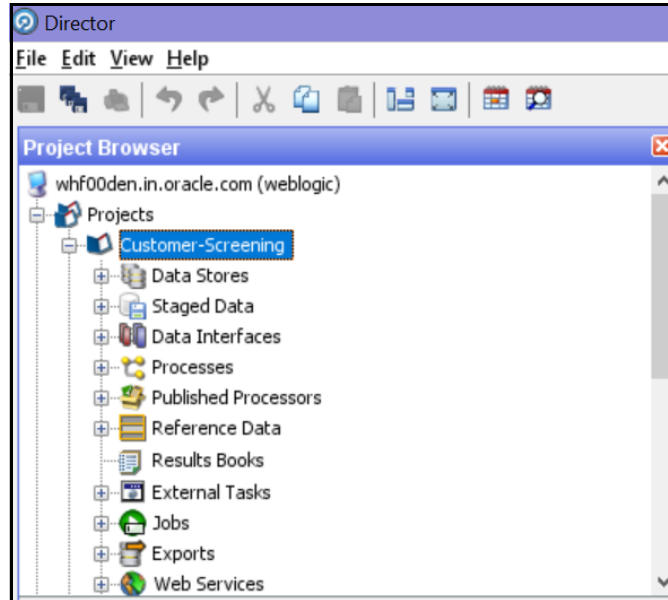 Director
File Edit View Help
Project Browser
whf00den.in.oracle.com (weblogic)
Projects
Customer-Screening
Data Stores
Staged Data
Data Interfaces
Processes
Published Processors
Reference Data
Results Books
External Tasks
Jobs
Exports
Web Services